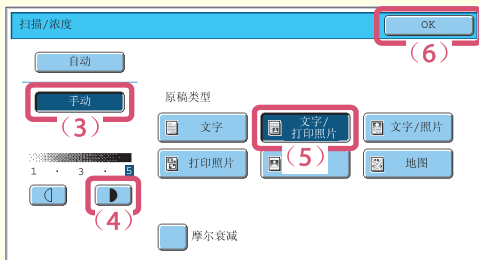 扫描/浓度
OK
(6)
自动
手动
(3)
原稿类型
文字
文字/
打印照片
文字/照片
(5)
打印照片
地图
1 · 3 · 5
(4)
摩尔衰减